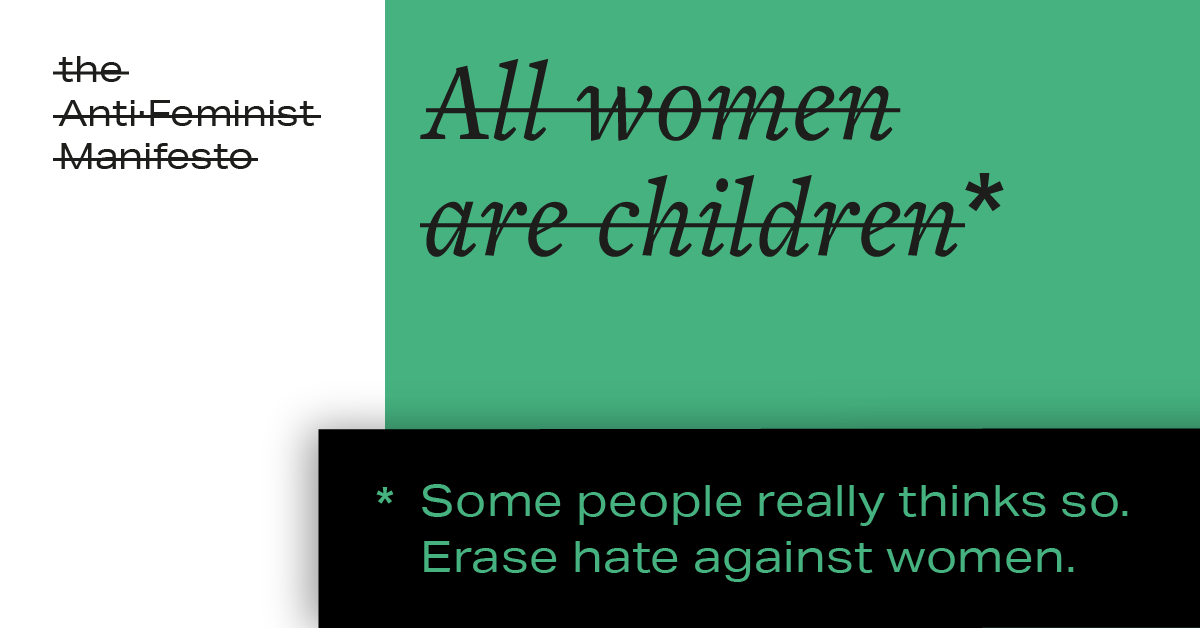 the
Anti-Feminist
Manifesto
All women
are children*
* Some people really thinks so.
Erase hate against women.